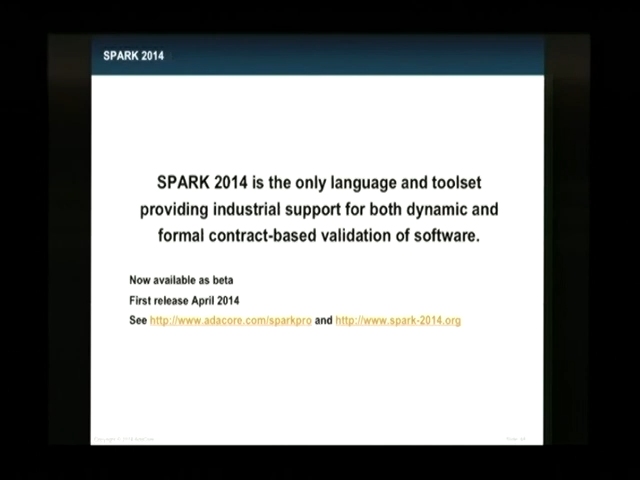 SPARK 2014
SPARK 2014 is the only language and toolset
providing industrial support for both dynamic and
formal contract-based validation of software.
Now available as beta
First release April 2014
See http://www.adacore.com/sparkpro and http://www.spark-2014.org